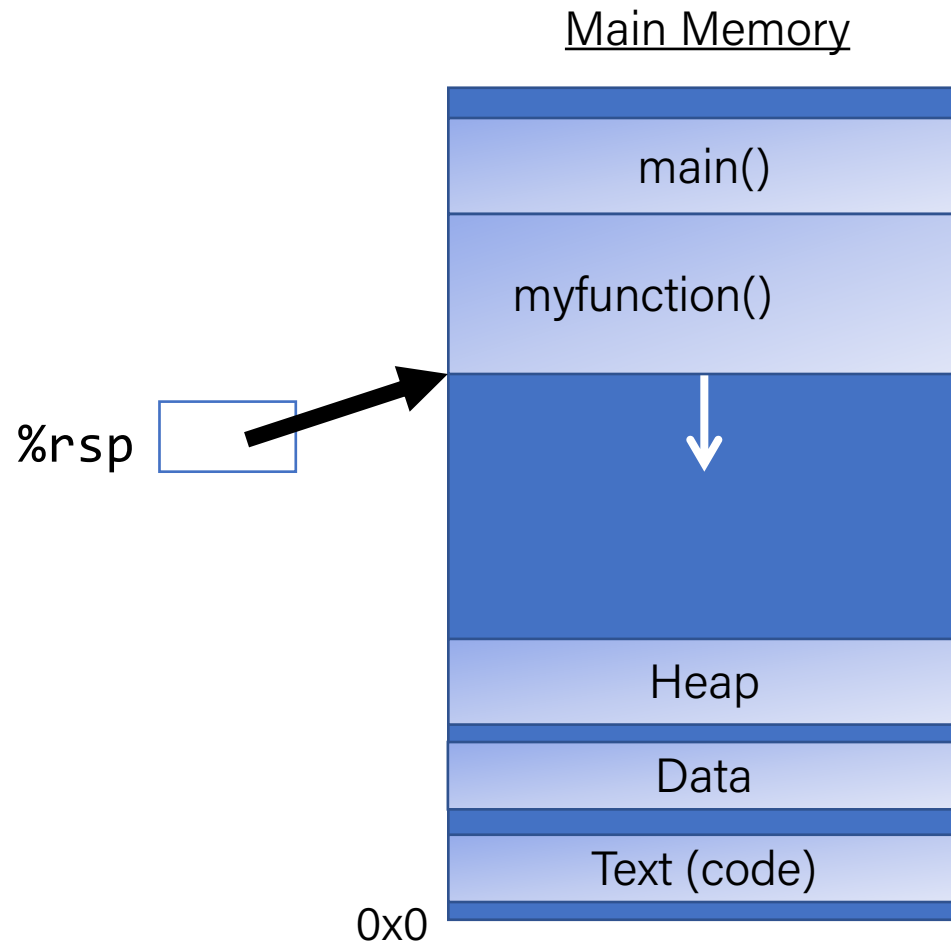 Main Memory
main()
myfunction()
%rsp
Heap
Data
Text (code)
0x0